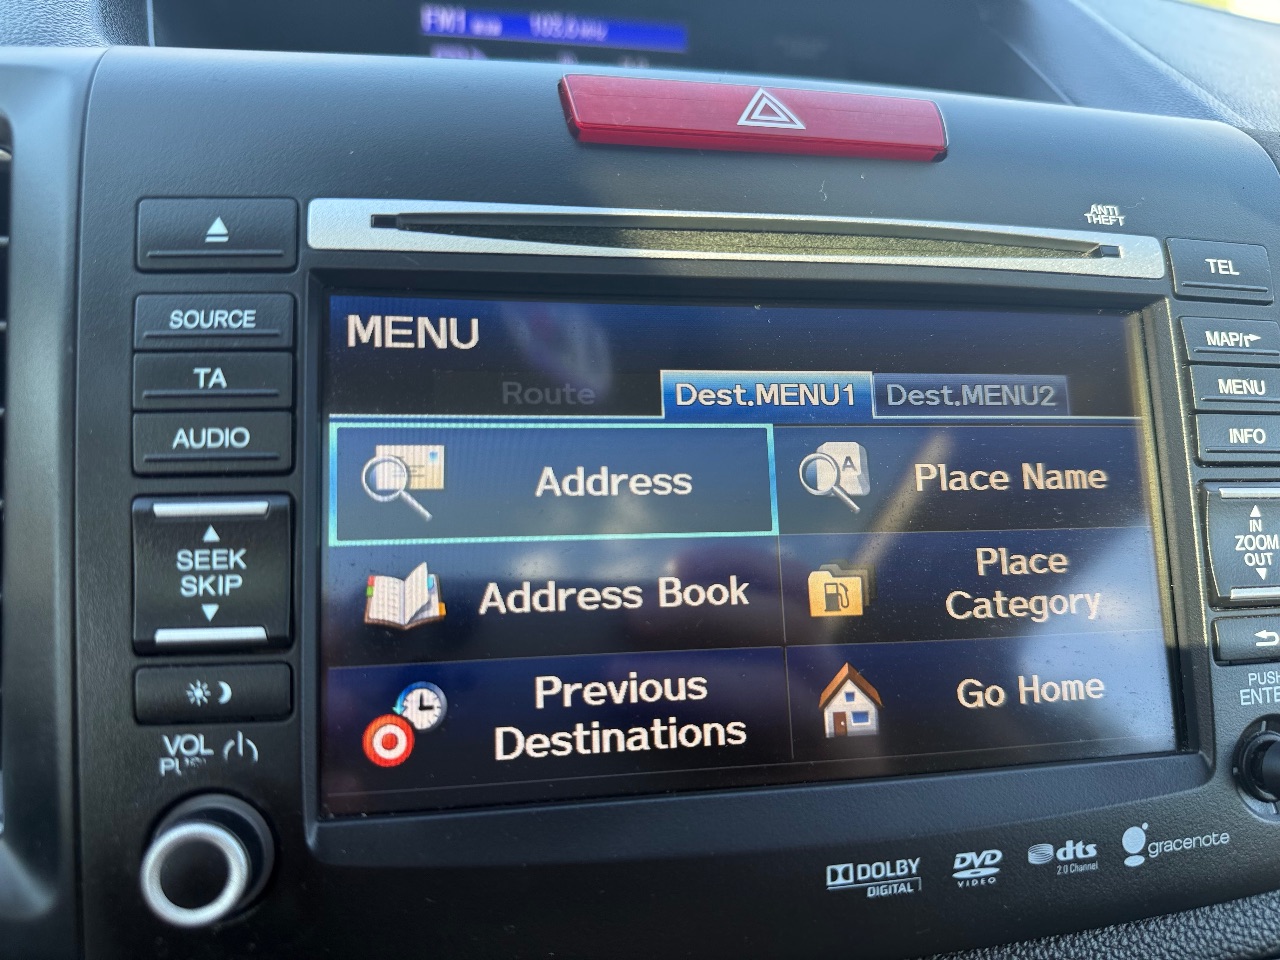 FM1
ANTI
THEFT
TEL
SOURCE
MENU
MAP/
TA
Route
Dest.MENU1
Dest.MENU2
MENU
AUDIO
INFO
Address
A
Place Name
SEEK
SKIP
IN
ZOOM
OUT
Address Book
Place
Category
Previous
Destinations
Go Home
PUSH
VOL
DOLBY
DIGITAL
DVD
VIDEO
dts
2.0 Channel
gracenote